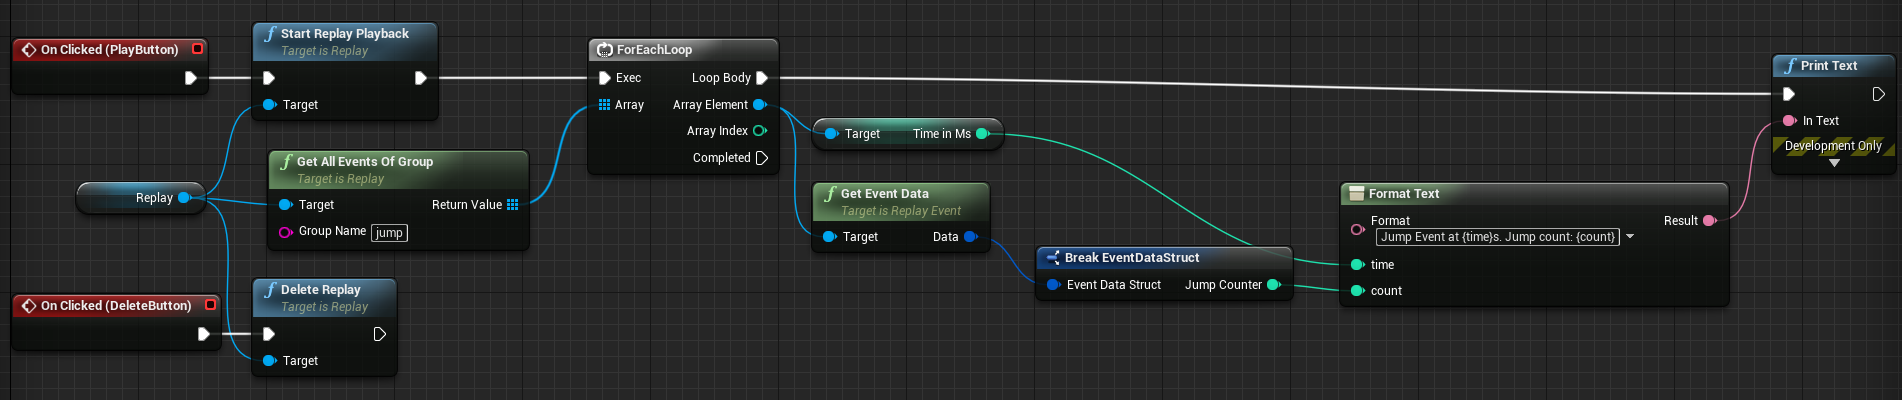 On Clicked (PlayButton)
f Start Replay Playback
Target is Replay
Target
f Get All Events Of Group
Target is Replay
Target
Return Value
Group Name
jump
Replay
On Clicked (DeleteButton)
f Delete Replay
Target is Replay
Target
ForEachLoop
Exec
Loop Body
Array
Array Element
Array Index
Completed
Target
Time in Ms
f Get Event Data
Target is Replay Event
Target
Data
Break EventDataStruct
Event Data Struct
Jump Counter
Format Text
Format
Jump Event at {time}s. Jump count: {count}
Result
time
count
f Print Text
In Text
Development Only